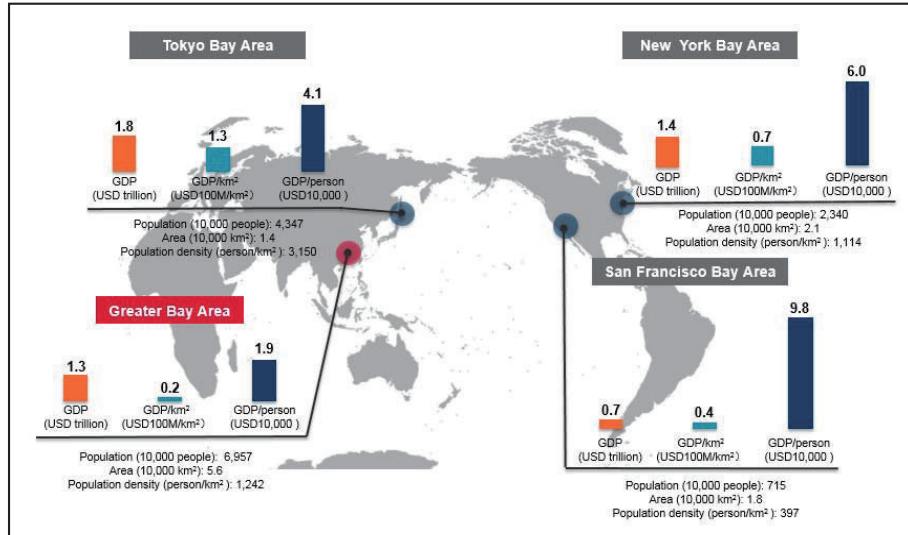 Tokyo Bay Area
1.8
1.3
4.1
GDP
(USD trillion)
GDP/km²
(USD100M/km²)
GDP/person
(USD10,000 )
Population (10,000 people): 4,347
Area (10,000 km²): 1.4
Population density (person/km² ): 3,150
New York Bay Area
1.4
0.7
6.0
GDP
(USD trillion)
GDP/km²
(USD100M/km²)
GDP/person
(USD10,000 )
Population (10,000 people): 2,340
Area (10,000 km²): 2.1
Population density (person/km² ): 1,114
Greater Bay Area
1.3
0.2
1.9
GDP
(USD trillion)
GDP/km²
(USD100M/km²)
GDP/person
(USD10,000 )
Population (10,000 people): 6,957
Area (10,000 km²): 5.6
Population density (person/km² ): 1,242
San Francisco Bay Area
0.7
0.4
9.8
GDP
(USD trillion)
GDP/km²
(USD100M/km²)
GDP/person
(USD10,000 )
Population (10,000 people): 715
Area (10,000 km²): 1.8
Population density (person/km² ): 397